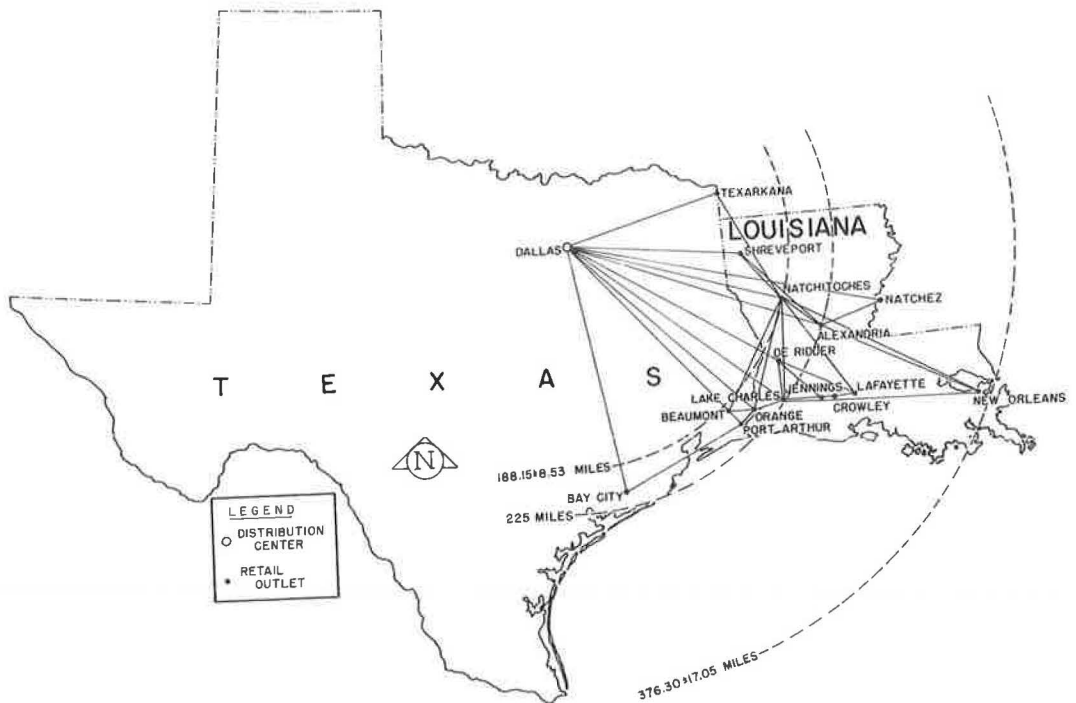 TEXARKANA
LOUISIANA
SHREVEPORT
DALLAS
NATCHITOCHES
NATCHEZ
ALEXANDRIA
DE RIDDER
T E X A S
LAKE CHARLES
JENNINGS
LAFAYETTE
NEW ORLEANS
BEAUMONT
ORANGE
CROWLEY
PORT ARTHUR
N
188.15±8.53 MILES
BAY CITY
225 MILES
LEGEND
DISTRIBUTION
CENTER
RETAIL
OUTLET
376.30±17.05 MILES